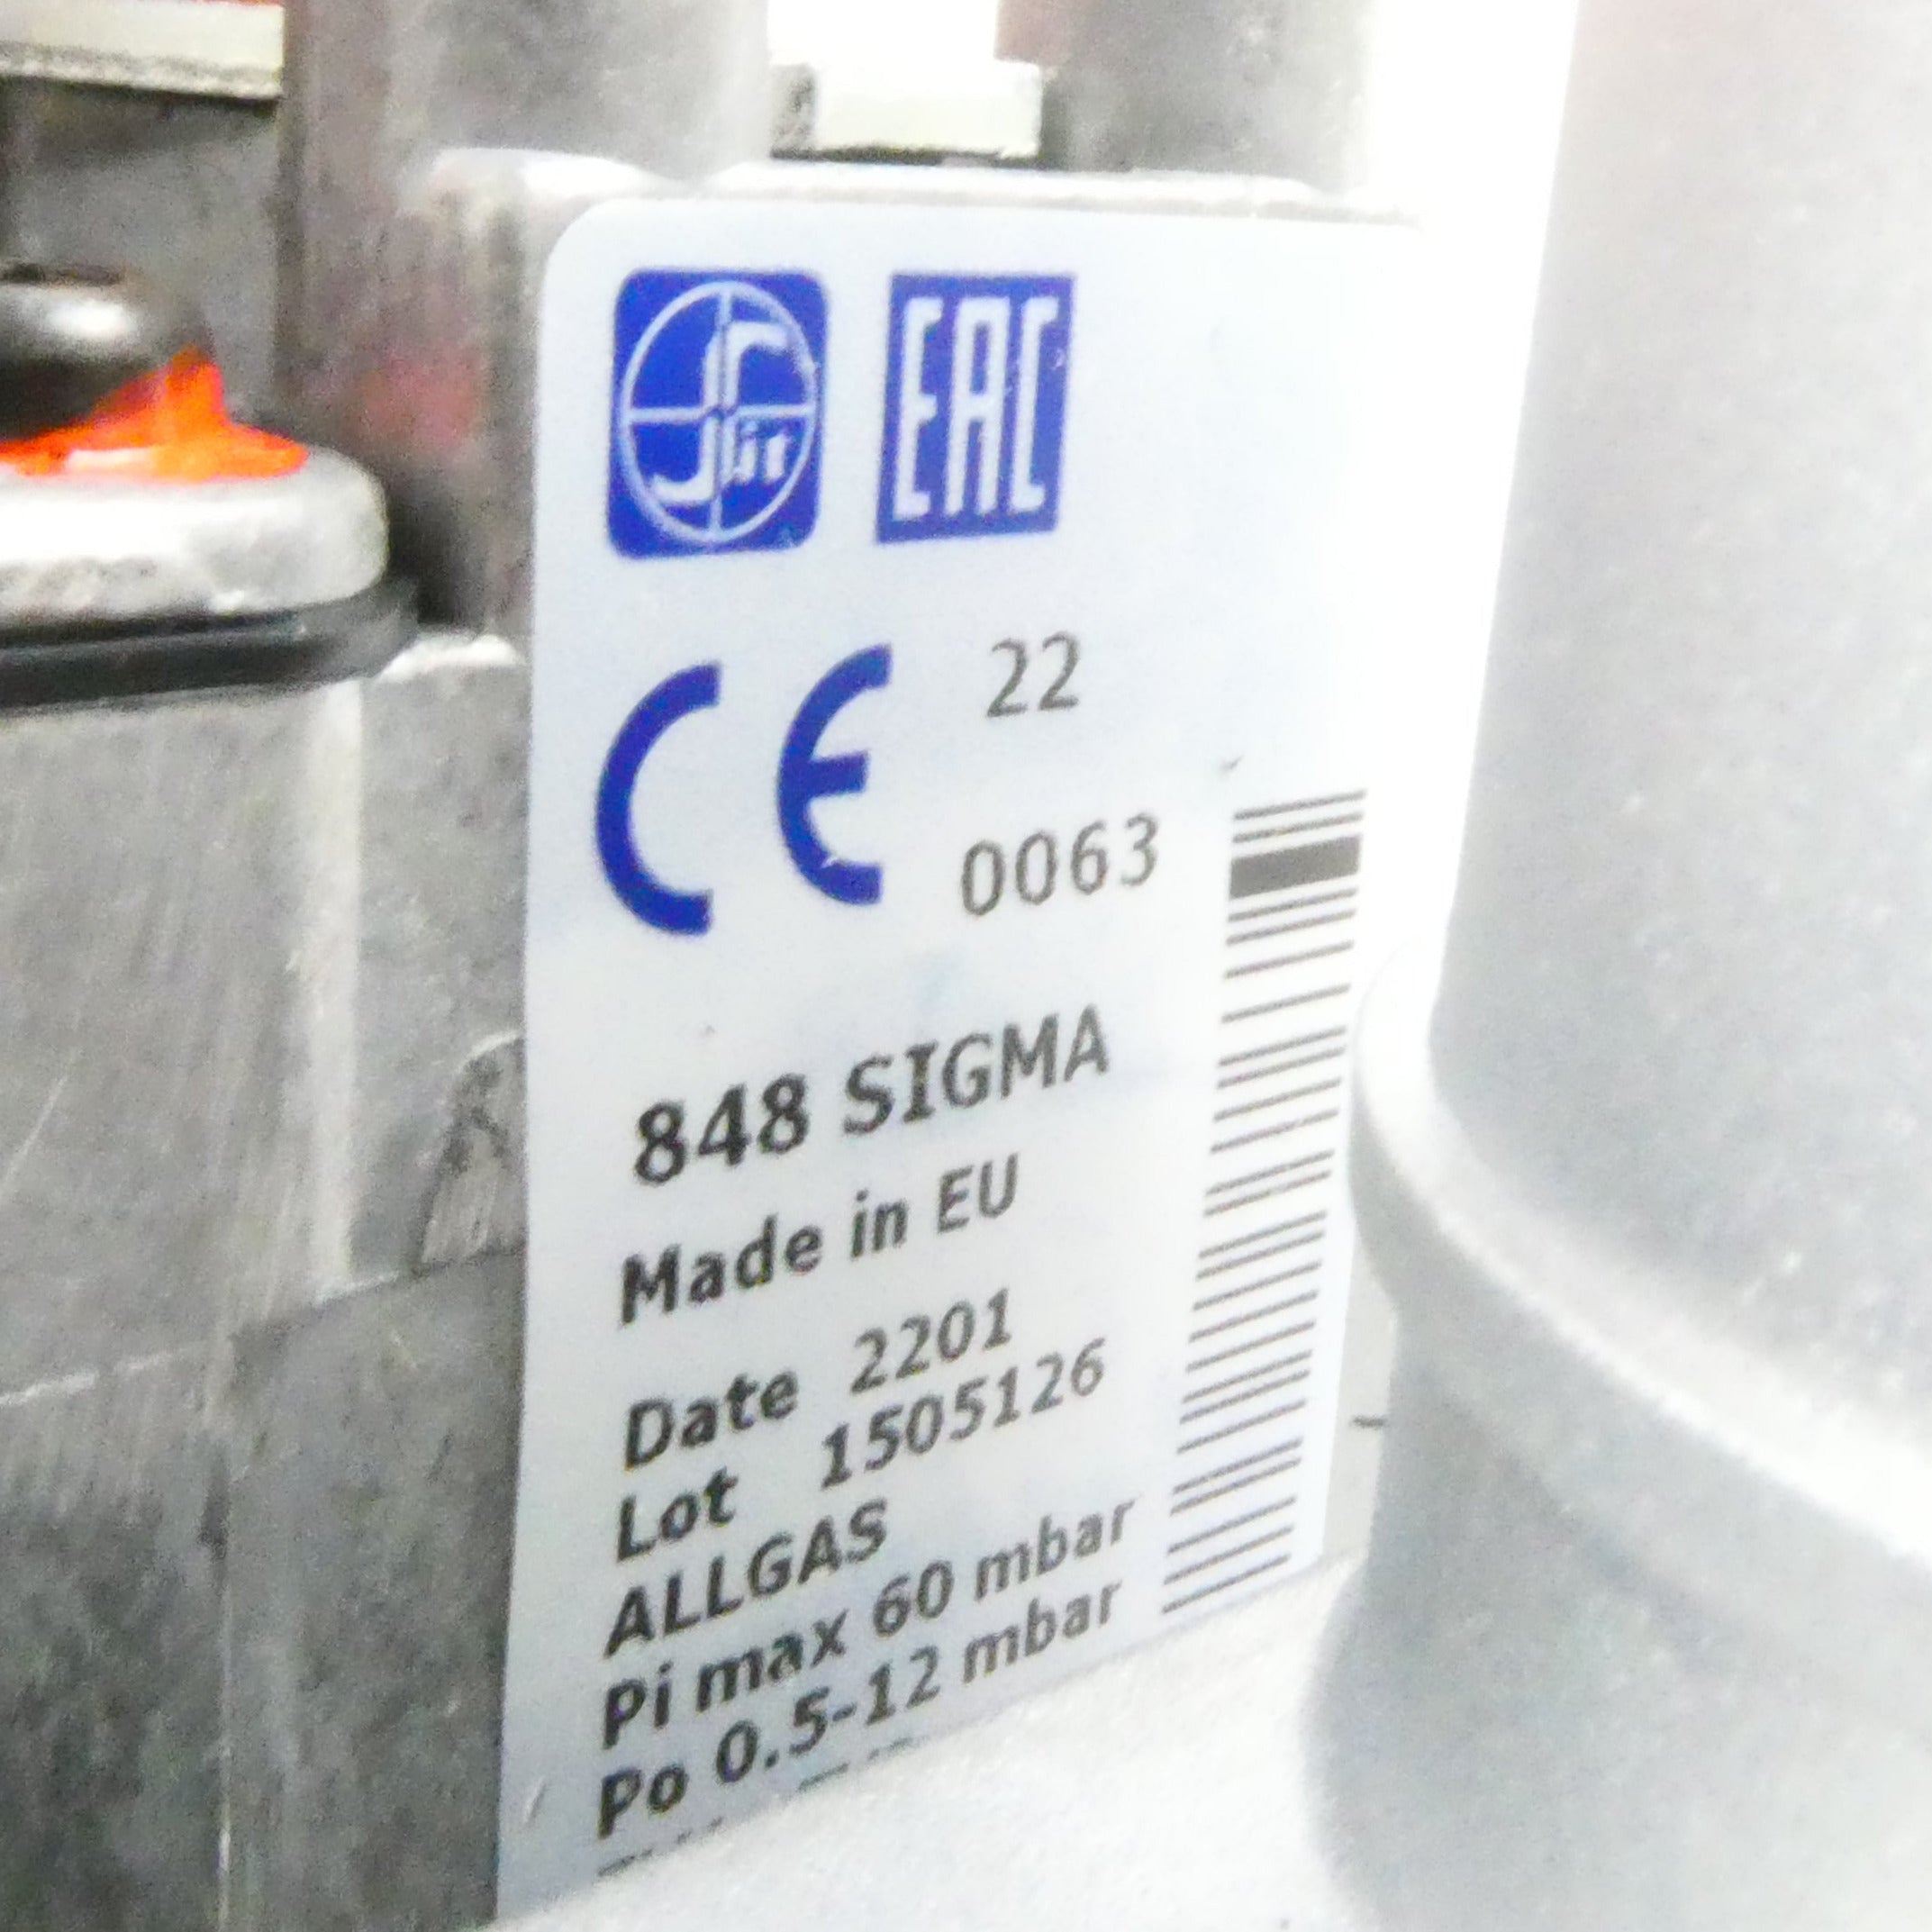 Sit
EAC
CE 22
0063
848 SIGMA
Made in EU
Date 2201
Lot 1505126
ALLGAS
Pi max 60 mbar
Po 0.5-12 mbar